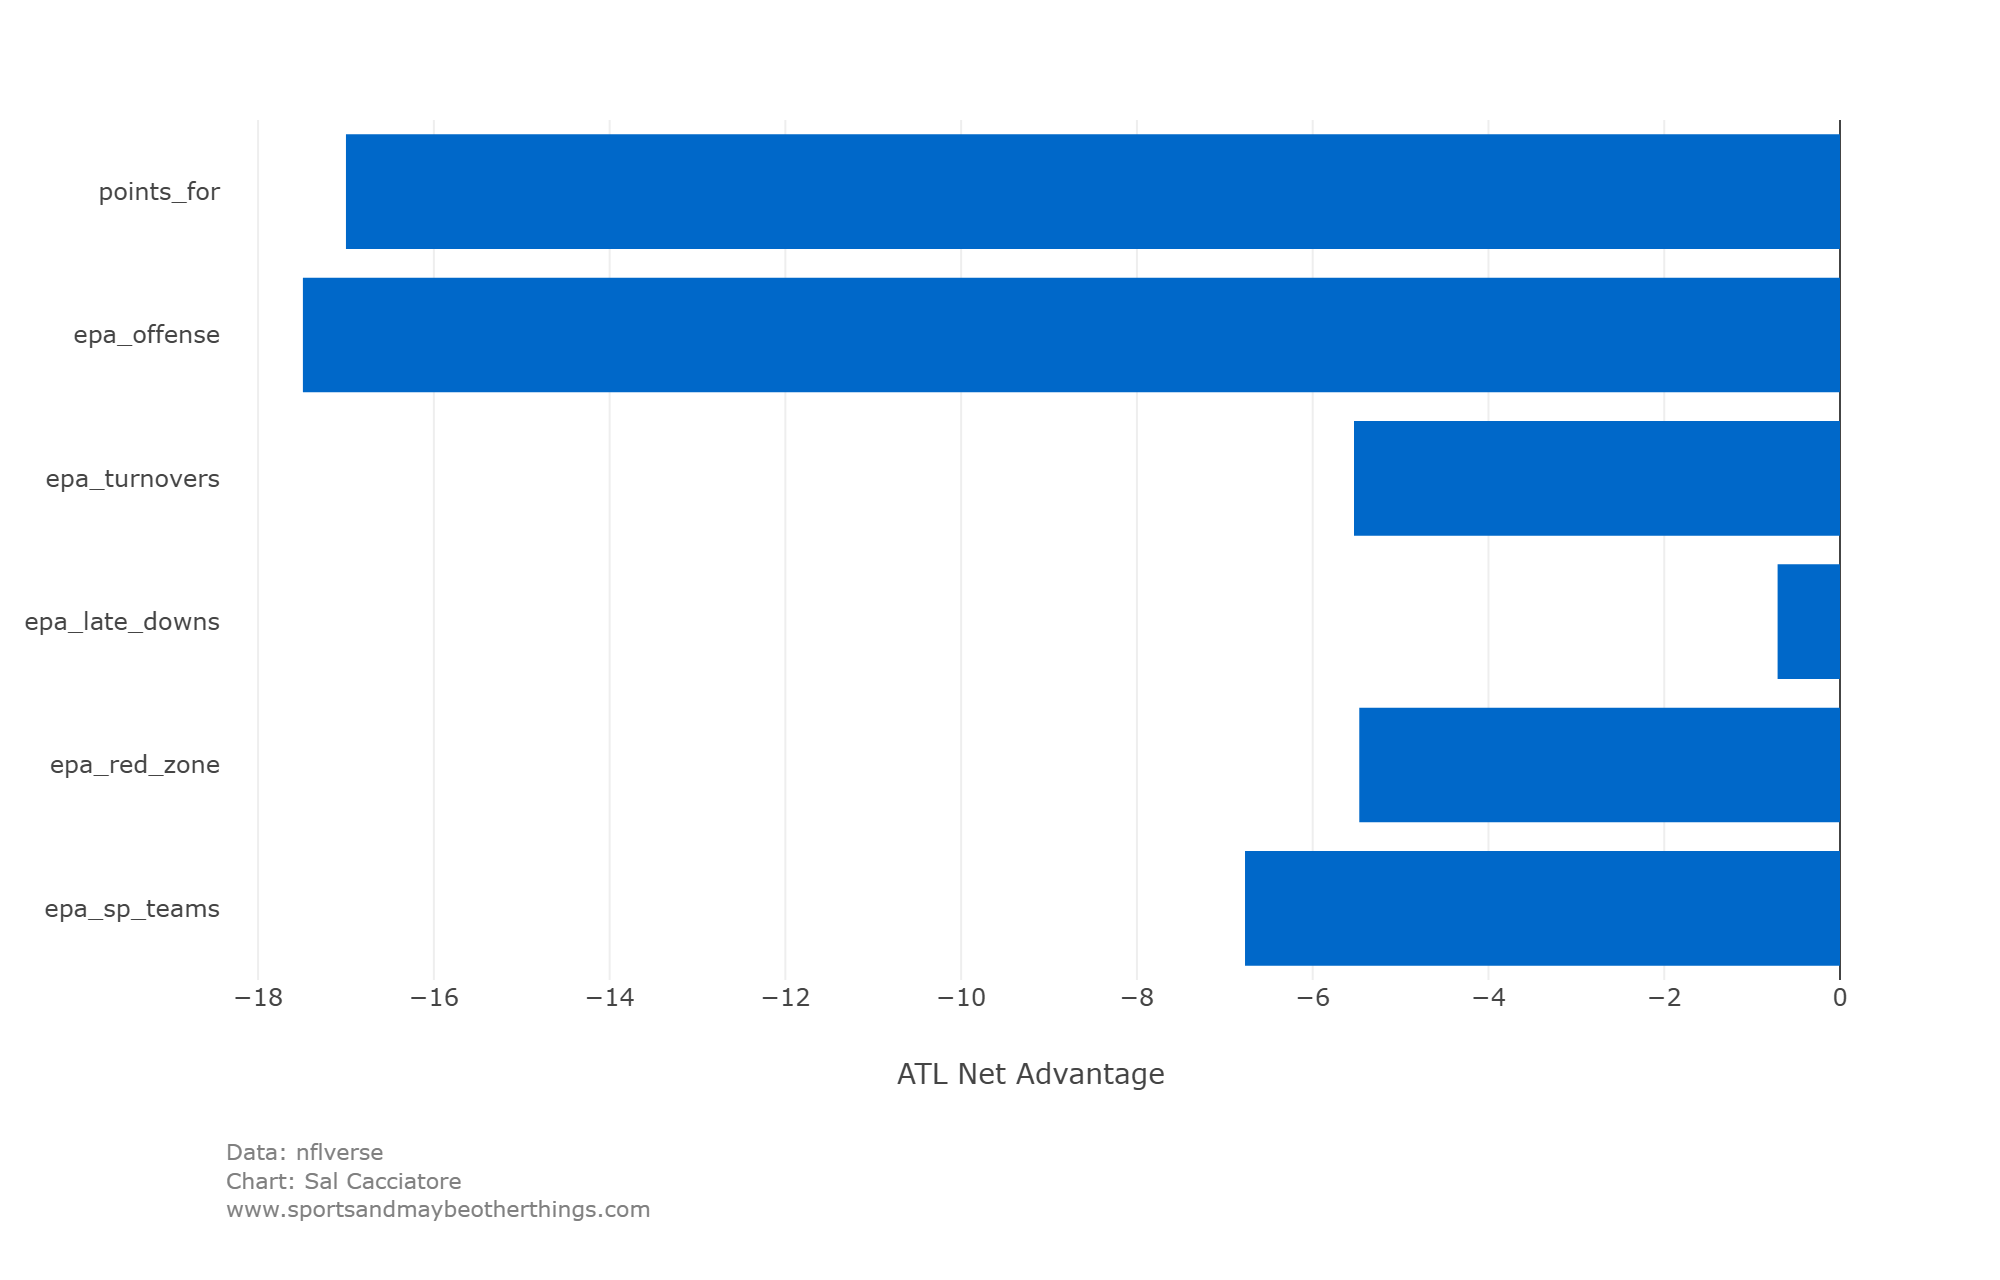 points_for
epa_offense
epa_turnovers
epa_late_downs
epa_red_zone
epa_sp_teams
−18 −16 −14 −12 −10 −8 −6 −4 −2 0
ATL Net Advantage
Data: nflverse
Chart: Sal Cacciatore
www.sportsandmaybeotherthings.com